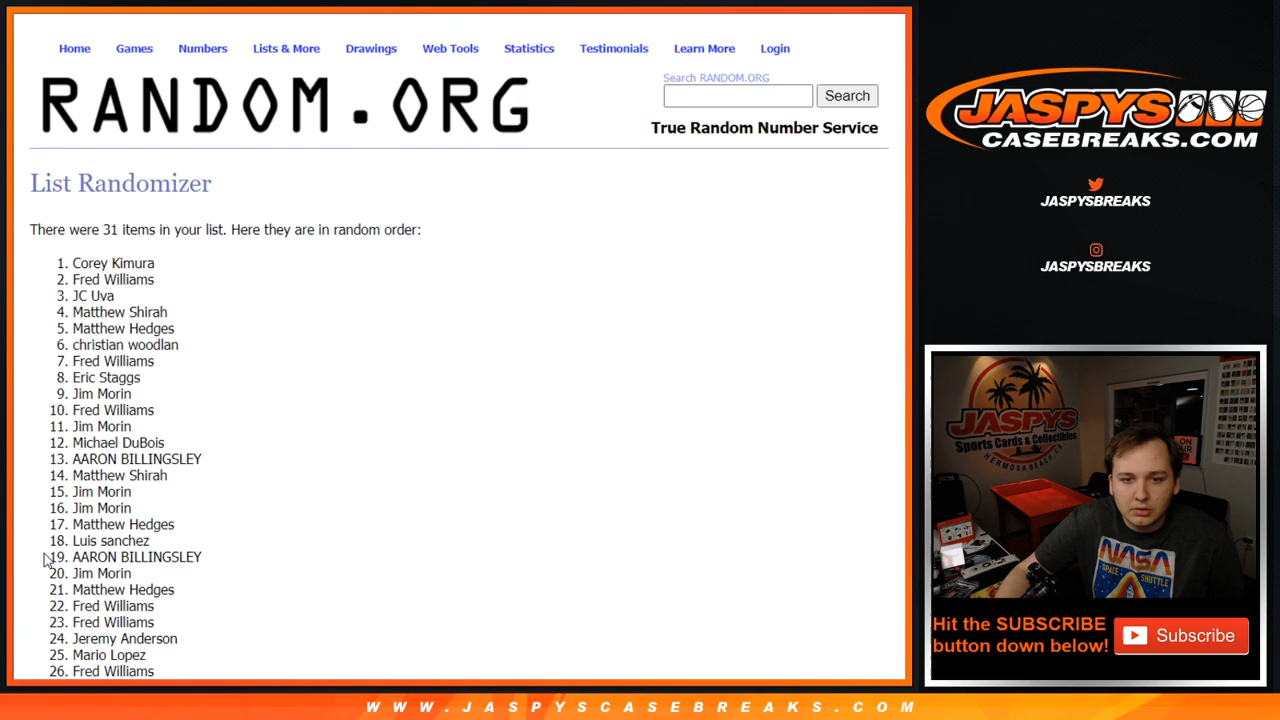 Home Games Numbers Lists & More Drawings Web Tools Statistics Testimonials Learn More Login
RANDOM.ORG
Search RANDOM.ORG
Search
True Random Number Service
List Randomizer
There were 31 items in your list. Here they are in random order:
1. Corey Kimura
2. Fred Williams
3. JC Uva
4. Matthew Shirah
5. Matthew Hedges
6. christian woodlan
7. Fred Williams
8. Eric Staggs
9. Jim Morin
10. Fred Williams
11. Jim Morin
12. Michael DuBois
13. AARON BILLINGSLEY
14. Matthew Shirah
15. Jim Morin
16. Jim Morin
17. Matthew Hedges
18. Luis sanchez
19. AARON BILLINGSLEY
20. Jim Morin
21. Matthew Hedges
22. Fred Williams
23. Fred Williams
24. Jeremy Anderson
25. Mario Lopez
26. Fred Williams
JASPYS
CASEBREAKS.COM
JASPYSBREAKS
JASPYSBREAKS
JASPYS
Sports Cards & Collectibles
HERMOSA BEACH, CA
ON
NASA
SPACE SHUTTLE
Hit the SUBSCRIBE
button down below!
Subscribe
WWW.JASPYSCASEBREAKS.COM